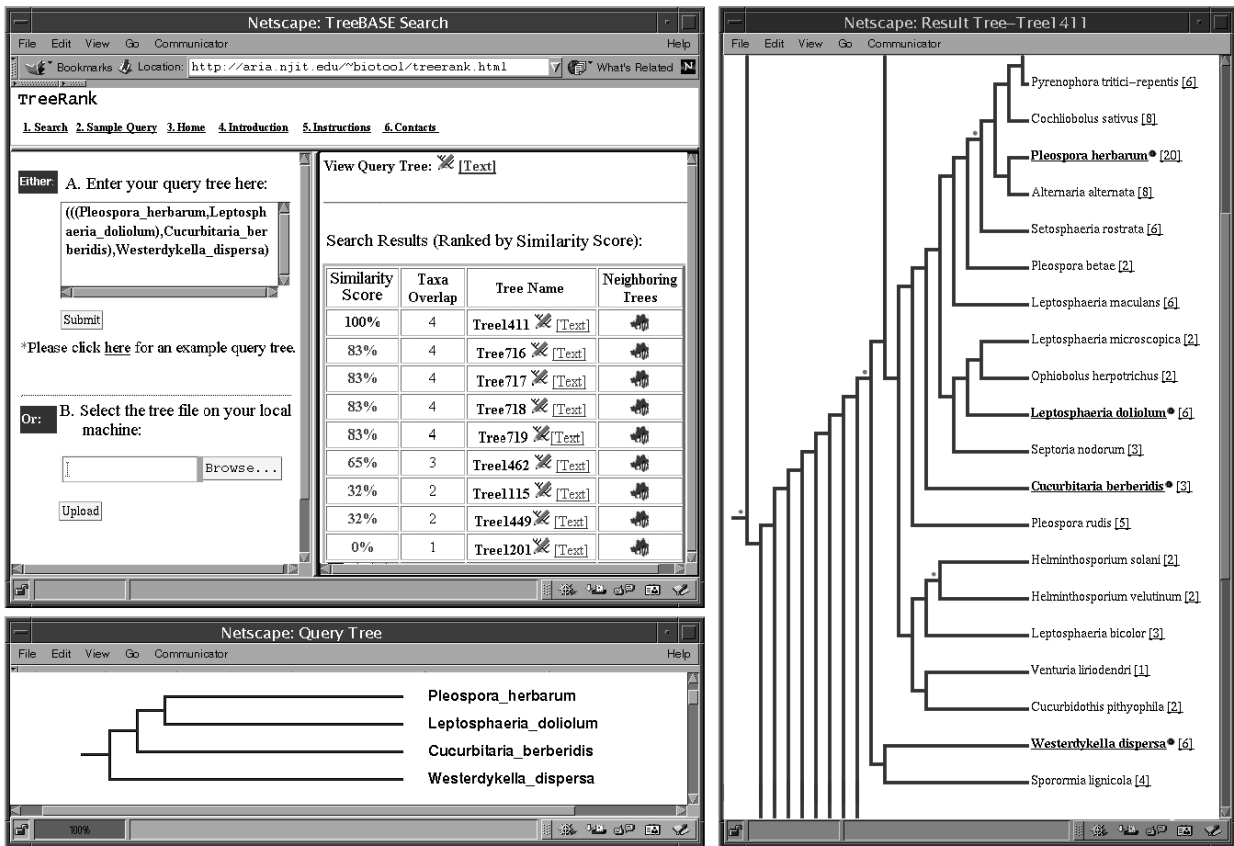 Netscape: TreeBASE Search
File Edit View Go Communicator Help
Bookmarks Location: http://aria.njit.edu/~biotool/treerank.html What's Related N
TreeRank
1. Search 2. Sample Query 3. Home 4. Introduction 5. Instructions 6. Contacts
Either: A. Enter your query tree here:
(((Pleospora_herbarum,Leptosph
aeria_doliolum),Cucurbitaria_ber
beridis),Westerdykella_dispersa)
Submit
*Please click here for an example query tree.
Or: B. Select the tree file on your local
machine:
Browse...
Upload
View Query Tree: [Text]
Search Results (Ranked by Similarity Score):
Similarity Score Taxa Overlap Tree Name Neighboring Trees
100% 4 Tree1411 [Text]
83% 4 Tree716 [Text]
83% 4 Tree717 [Text]
83% 4 Tree718 [Text]
83% 4 Tree719 [Text]
65% 3 Tree1462 [Text]
32% 2 Tree1115 [Text]
32% 2 Tree1449 [Text]
0% 1 Tree1201 [Text]
Netscape: Query Tree
File Edit View Go Communicator Help
Pleospora_herbarum
Leptosphaeria_doliolum
Cucurbitaria_berberidis
Westerdykella_dispersa
100%
Netscape: Result Tree-Tree1411
File Edit View Go Communicator
Pyrenophora tritici-repentis [6]
Cochliobolus sativus [8]
Pleospora herbarum [20]
Alternaria alternata [8]
Setosphaeria rostrata [6]
Pleospora betae [2]
Leptosphaeria maculans [6]
Leptosphaeria microscopica [2]
Ophiobolus herpotrichus [2]
Leptosphaeria doliolum [6]
Septoria nodorum [3]
Cucurbitaria berberidis [3]
Pleospora rudis [5]
Helminthosporium solani [2]
Helminthosporium velutinum [2]
Leptosphaeria bicolor [3]
Venturia liriodendri [1]
Cucurbidothis pithyophila [2]
Westerdykella dispersa [6]
Sporormia lignicola [4]